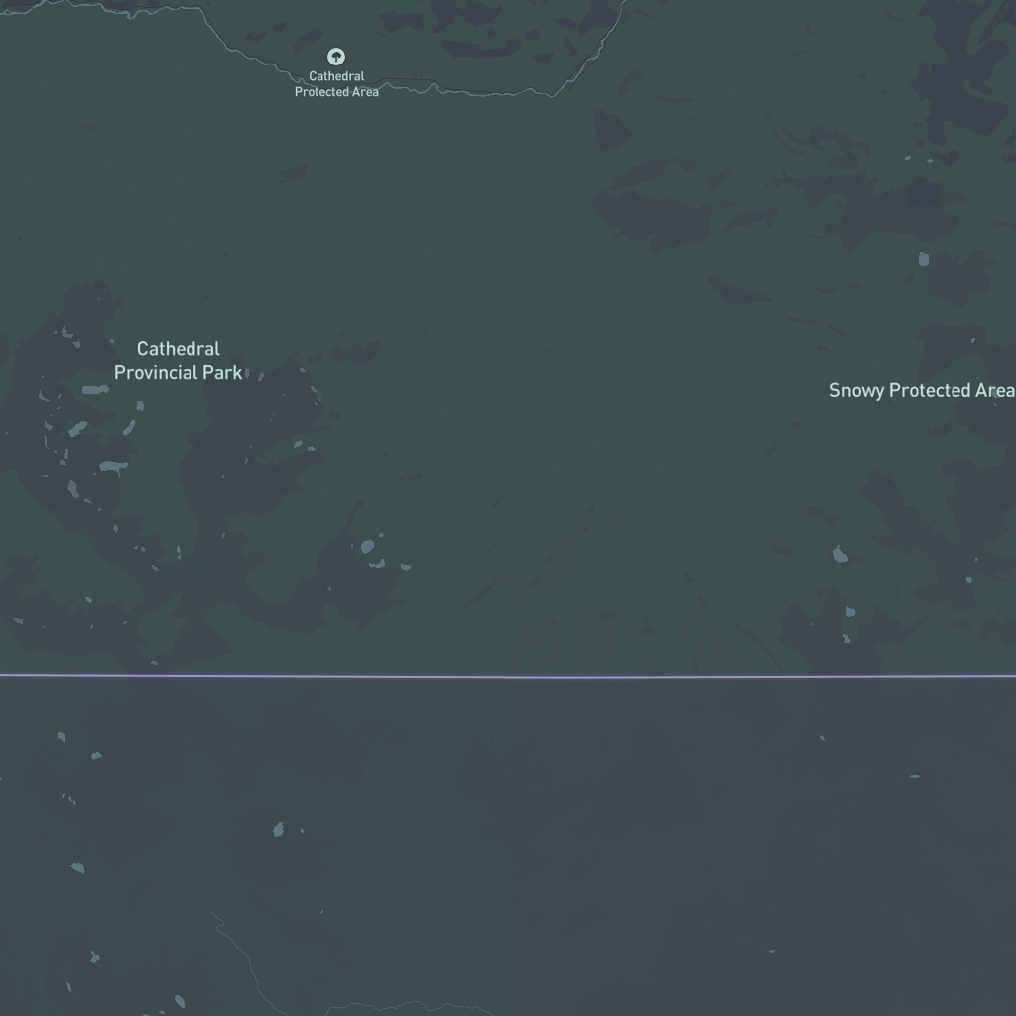 Cathedral
Protected Area
Cathedral
Provincial Park
Snowy Protected Area